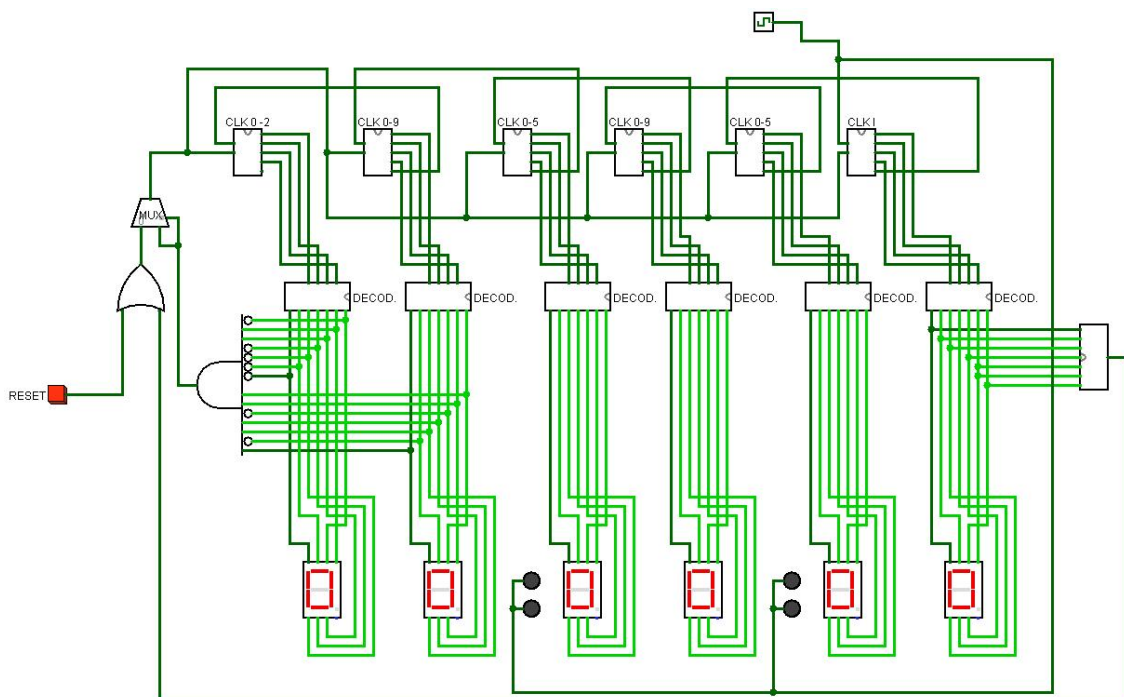 CLK 0-2
CLK 0-9
CLK 0-5
CLK 0-9
CLK 0-5
CLK I
MUX
DECOD.
DECOD.
DECOD.
DECOD.
DECOD.
DECOD.
RESET